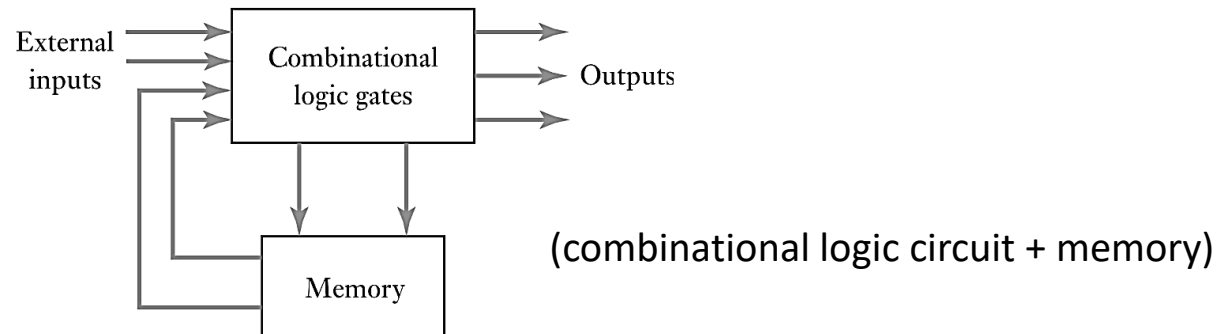 External
inputs
Combinational
logic gates
Outputs
Memory
(combinational logic circuit + memory)